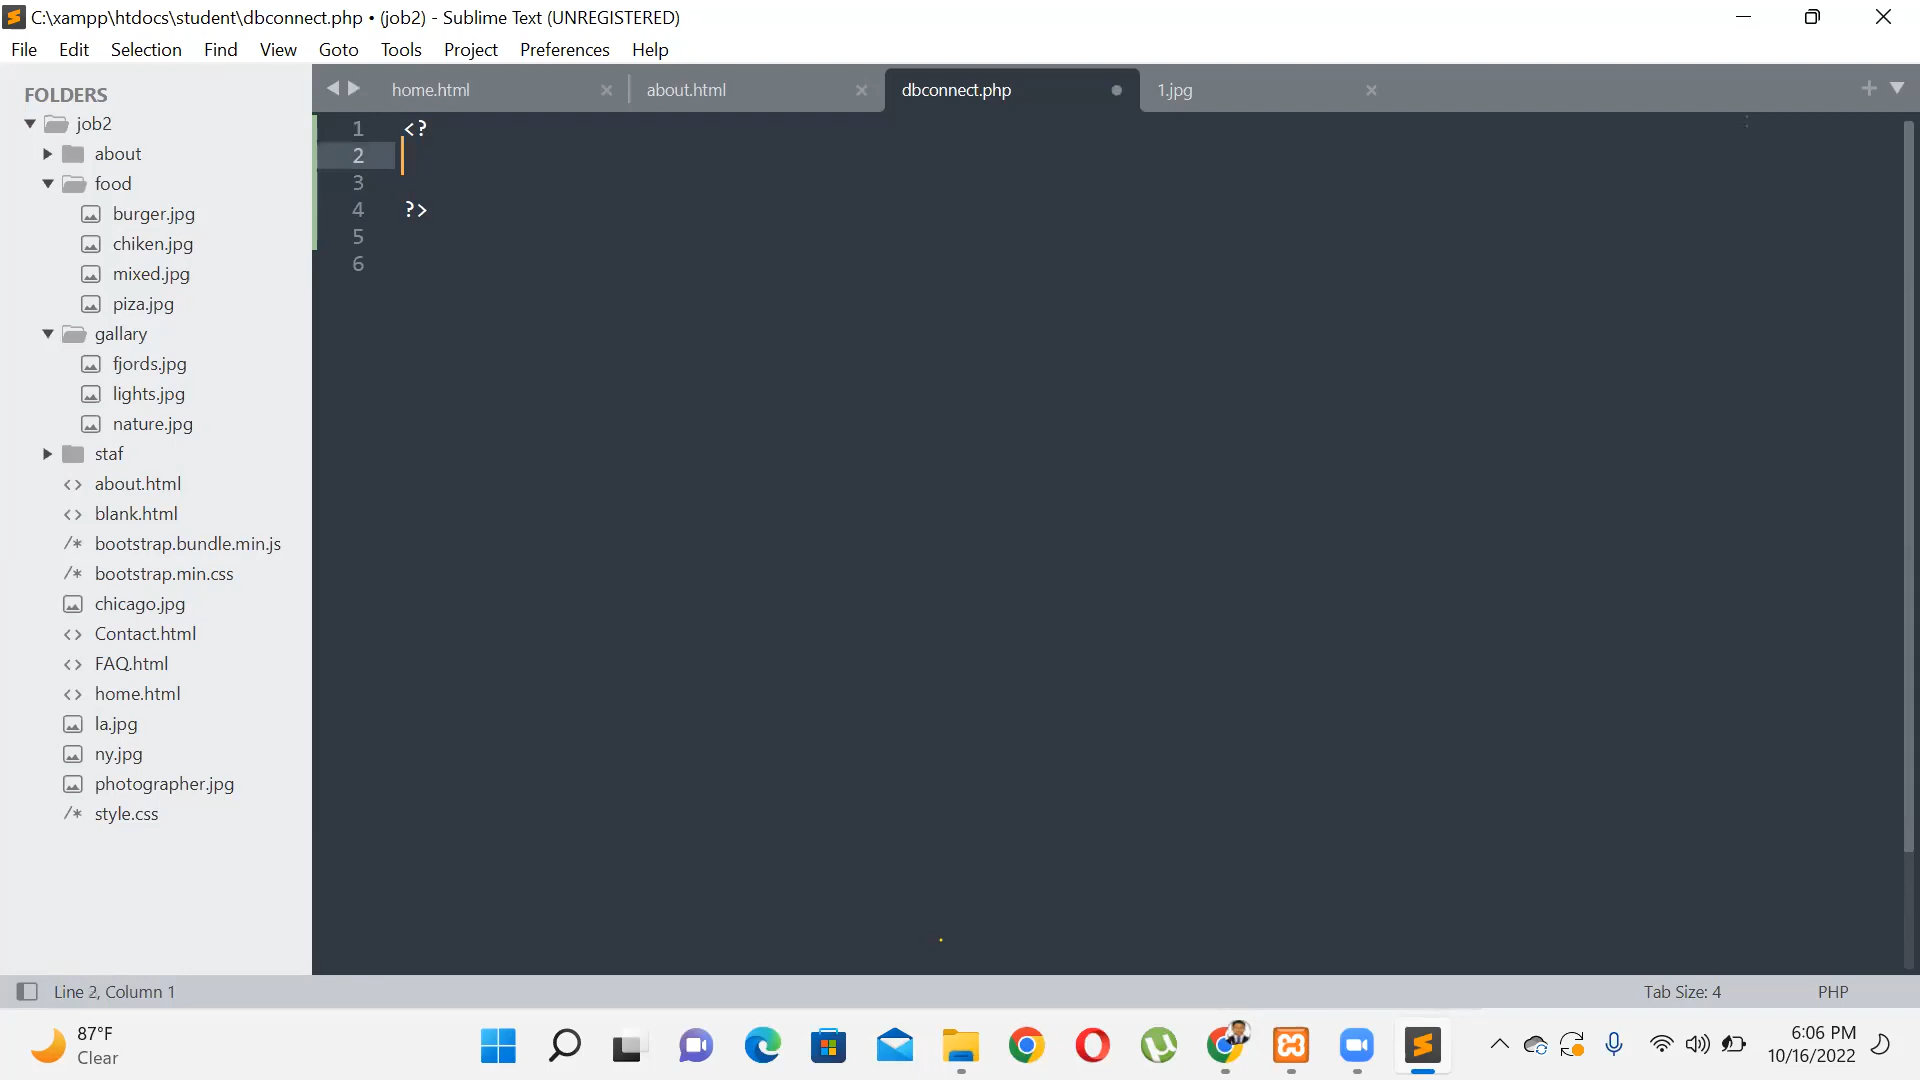 C:\xampp\htdocs\student\dbconnect.php • (job2) - Sublime Text (UNREGISTERED)
File Edit Selection Find View Goto Tools Project Preferences Help
FOLDERS
job2
about
food
burger.jpg
chiken.jpg
mixed.jpg
piza.jpg
gallary
fjords.jpg
lights.jpg
nature.jpg
staf
about.html
blank.html
bootstrap.bundle.min.js
bootstrap.min.css
chicago.jpg
Contact.html
FAQ.html
home.html
la.jpg
ny.jpg
photographer.jpg
style.css
home.html about.html dbconnect.php 1.jpg
1 <?
2
3
4 ?>
5
6
Line 2, Column 1 Tab Size: 4 PHP
87°F
Clear
6:06 PM
10/16/2022